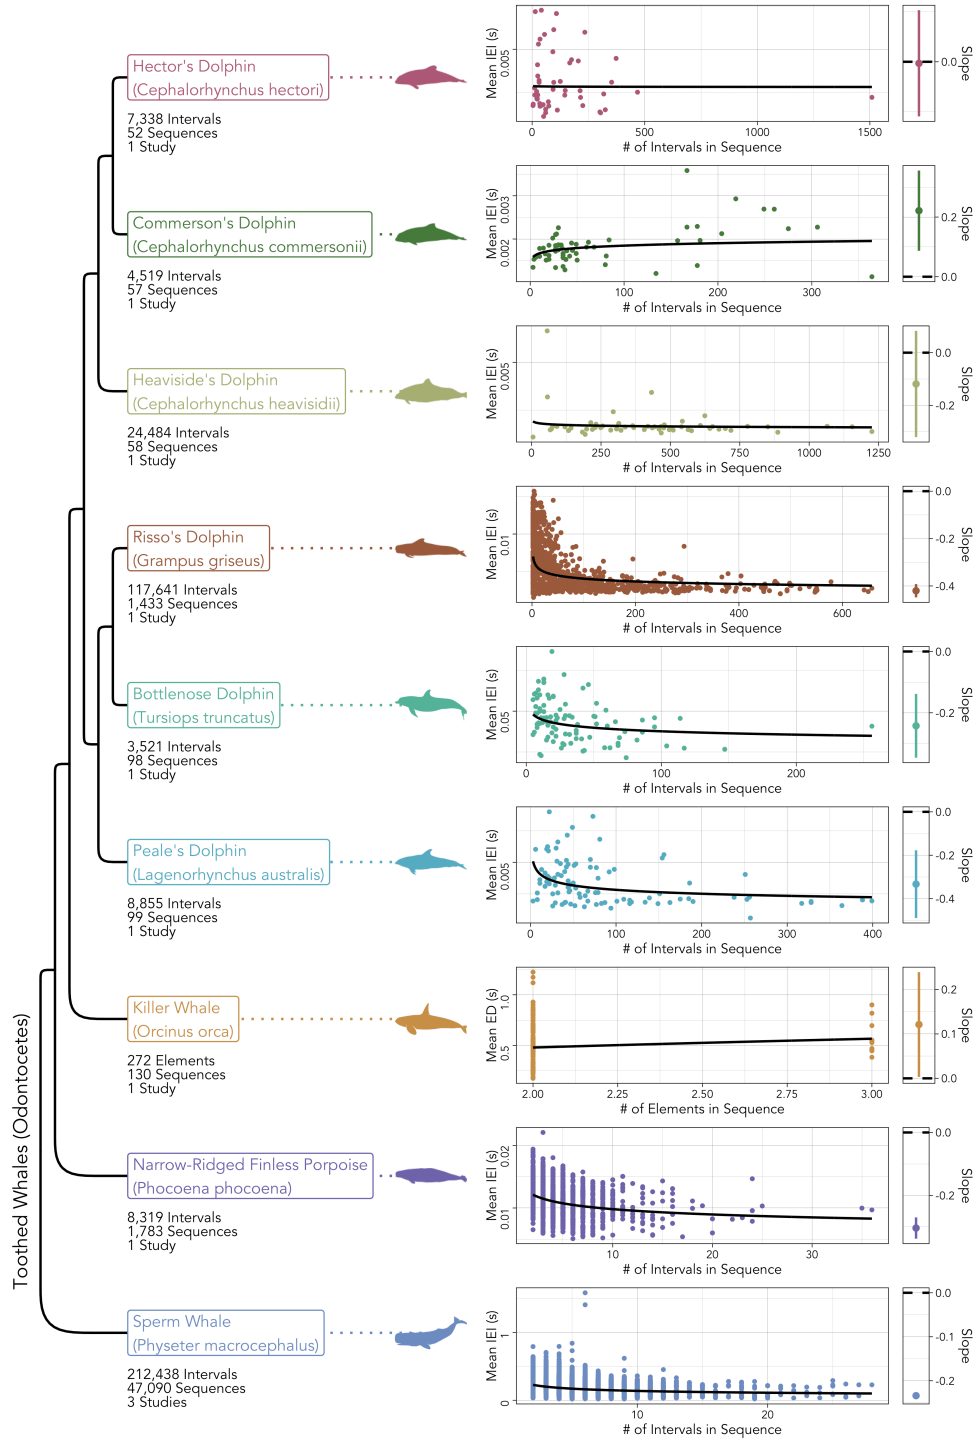 Toothed Whales (Odontocetes)
Hector's Dolphin
(Cephalorhynchus hectori)
7,338 Intervals
52 Sequences
1 Study
Mean IEI (s)
0.005
0 500 1000 1500
# of Intervals in Sequence
0.0
Slope
Commerson's Dolphin
(Cephalorhynchus commersonii)
4,519 Intervals
57 Sequences
1 Study
Mean IEI (s)
0.003
0.002
0 100 200 300
# of Intervals in Sequence
0.2
0.0
Slope
Heaviside's Dolphin
(Cephalorhynchus heavisidii)
24,484 Intervals
58 Sequences
1 Study
Mean IEI (s)
0.005
0 250 500 750 1000 1250
# of Intervals in Sequence
0.0
-0.2
Slope
Risso's Dolphin
(Grampus griseus)
117,641 Intervals
1,433 Sequences
1 Study
Mean IEI (s)
0.01
0 200 400 600
# of Intervals in Sequence
0.0
-0.2
-0.4
Slope
Bottlenose Dolphin
(Tursiops truncatus)
3,521 Intervals
98 Sequences
1 Study
Mean IEI (s)
0.05
0 100 200
# of Intervals in Sequence
0.0
-0.2
Slope
Peale's Dolphin
(Lagenorhynchus australis)
8,855 Intervals
99 Sequences
1 Study
Mean IEI (s)
0.005
0 100 200 300 400
# of Intervals in Sequence
0.0
-0.2
-0.4
Slope
Killer Whale
(Orcinus orca)
272 Elements
130 Sequences
1 Study
Mean ED (s)
1.0
0.5
2.00 2.25 2.50 2.75 3.00
# of Elements in Sequence
0.2
0.1
0.0
Slope
Narrow-Ridged Finless Porpoise
(Phocoena phocoena)
8,319 Intervals
1,783 Sequences
1 Study
Mean IEI (s)
0.02
0.01
10 20 30
# of Intervals in Sequence
0.0
-0.2
Slope
Sperm Whale
(Physeter macrocephalus)
212,438 Intervals
47,090 Sequences
3 Studies
Mean IEI (s)
1
0
10 20
# of Intervals in Sequence
0.0
-0.1
-0.2
Slope